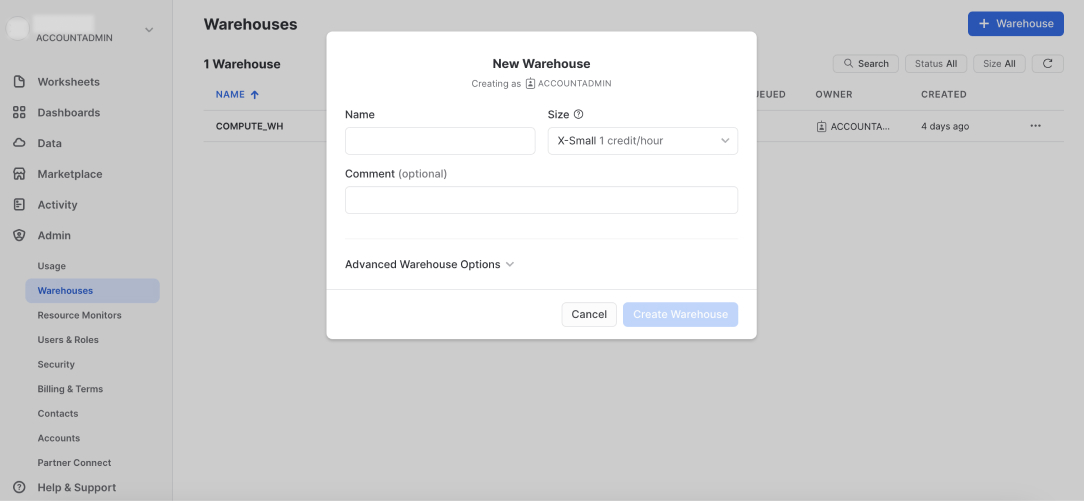 ACCOUNTADMIN
Worksheets
Dashboards
Data
Marketplace
Activity
Admin
Usage
Warehouses
Resource Monitors
Users & Roles
Security
Billing & Terms
Contacts
Accounts
Partner Connect
Help & Support
Warehouses
+ Warehouse
1 Warehouse
Search
Status All
Size All
NAME ↑ UEUED OWNER CREATED
COMPUTE_WH ACCOUNTA... 4 days ago ...
New Warehouse
Creating as ACCOUNTADMIN
Name
Size
X-Small 1 credit/hour
Comment (optional)
Advanced Warehouse Options
Cancel
Create Warehouse